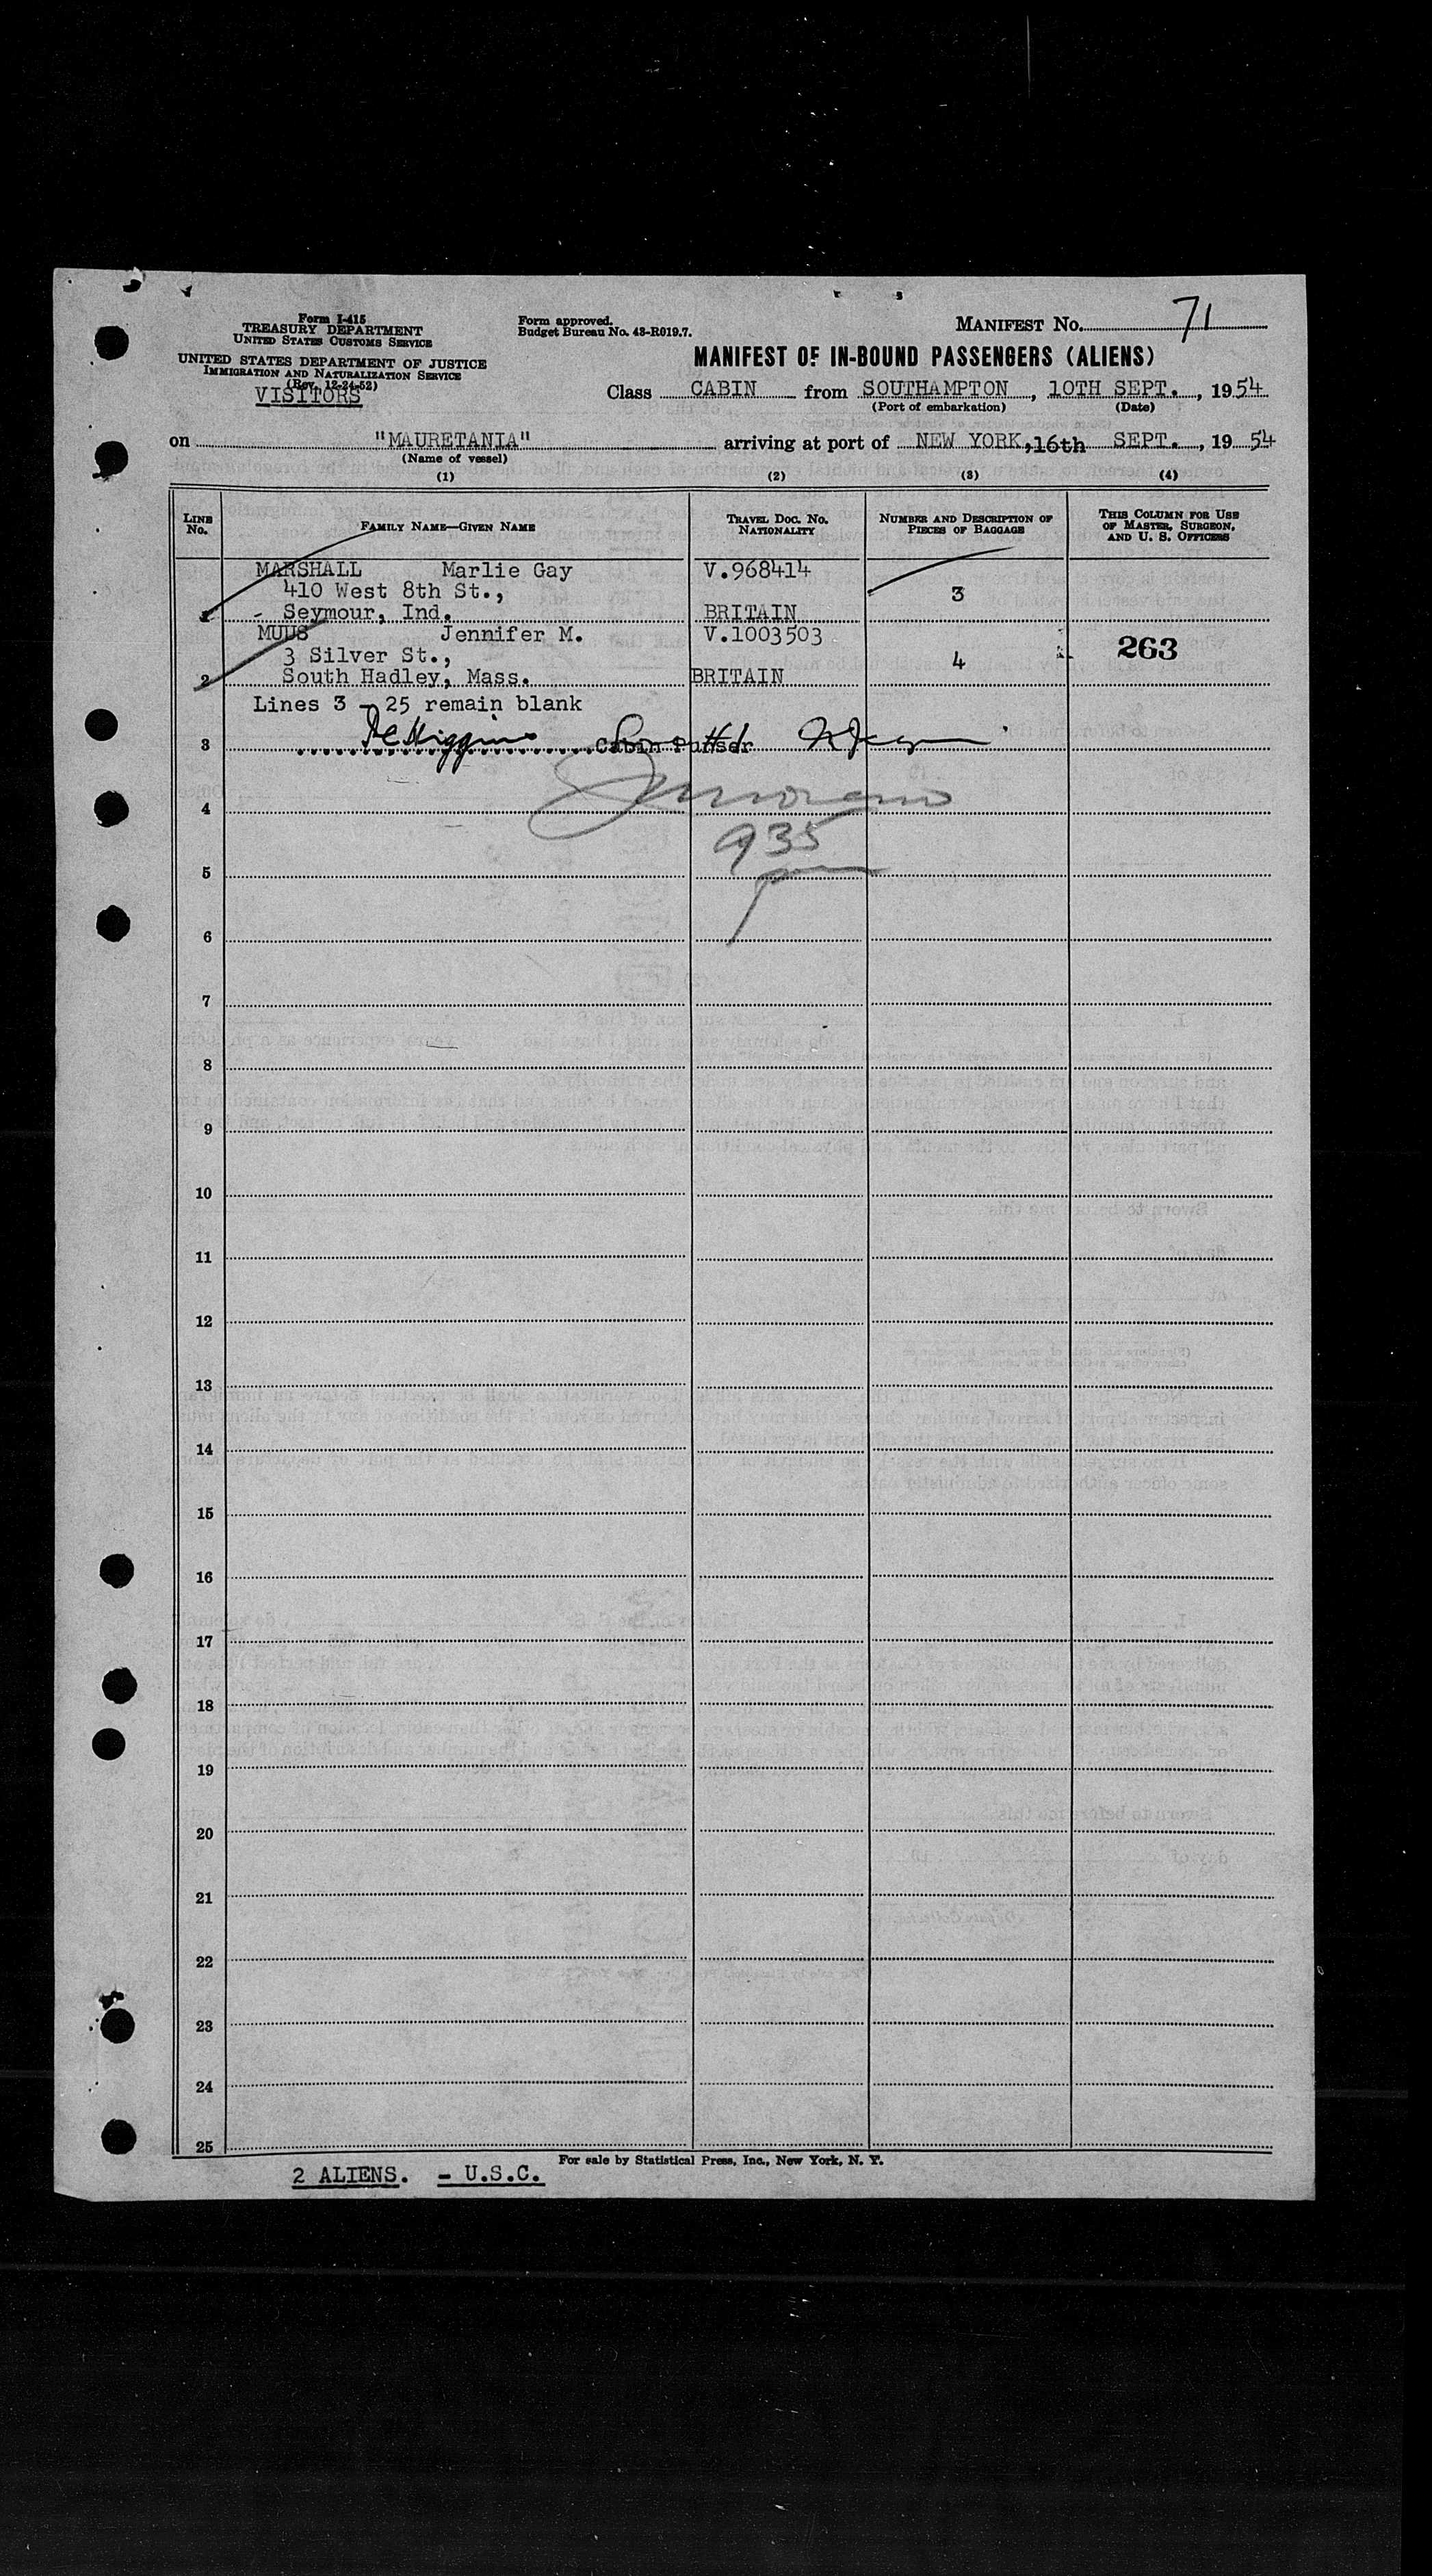 Form I-415
TREASURY DEPARTMENT
UNITED STATES CUSTOMS SERVICE
UNITED STATES DEPARTMENT OF JUSTICE
IMMIGRATION AND NATURALIZATION SERVICE
(Rev. 12-24-52)
VISITORS
Form approved.
Budget Bureau No. 43-R019.7.
MANIFEST No. 71
MANIFEST OF IN-BOUND PASSENGERS (ALIENS)
Class CABIN from SOUTHAMPTON, 10TH SEPT., 1954
(Port of embarkation) (Date)
on "MAURETANIA" arriving at port of NEW YORK, 16th SEPT., 1954
(Name of vessel)
(1) (2) (3) (4)
LINE No. FAMILY NAME—GIVEN NAME TRAVEL DOC. NO. NATIONALITY NUMBER AND DESCRIPTION OF PIECES OF BAGGAGE THIS COLUMN FOR USE OF MASTER, SURGEON, AND U. S. OFFICERS
MARSHALL Marlie Gay V.968414
410 West 8th St., 3
1 - Seymour, Ind. BRITAIN
MUUS Jennifer M. V.1003503
3 Silver St., 4 263
2 South Hadley, Mass. BRITAIN
Lines 3 - 25 remain blank
3 Cabin Purser
4
935
5
6
7
8
9
10
11
12
13
14
15
16
17
18
19
20
21
22
23
24
25
For sale by Statistical Press, Inc., New York, N. Y.
2 ALIENS. - U.S.C.